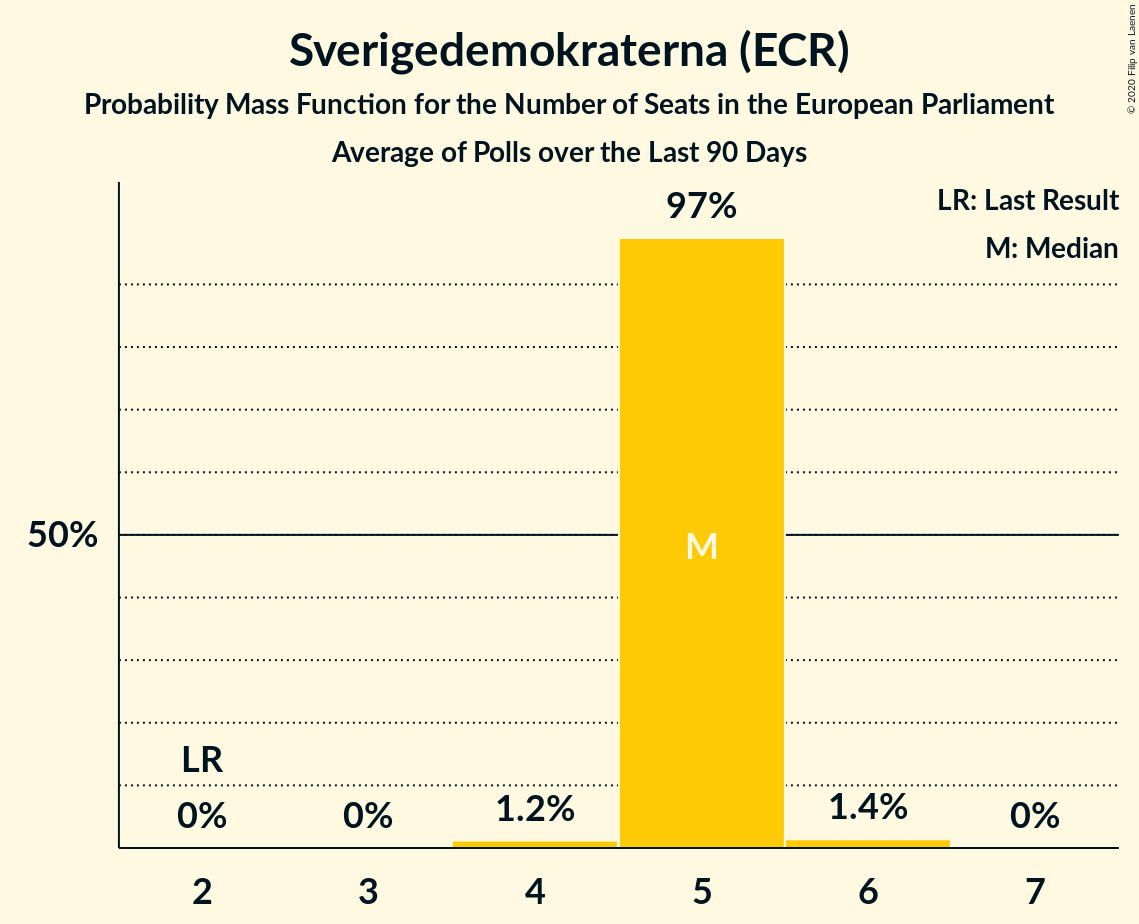 Sverigedemokraterna (ECR)
Probability Mass Function for the Number of Seats in the European Parliament
Average of Polls over the Last 90 Days
© 2020 Filip van Laenen
LR: Last Result
M: Median
97%
50%
M
LR
0%
0%
1.2%
1.4%
0%
2
3
4
5
6
7